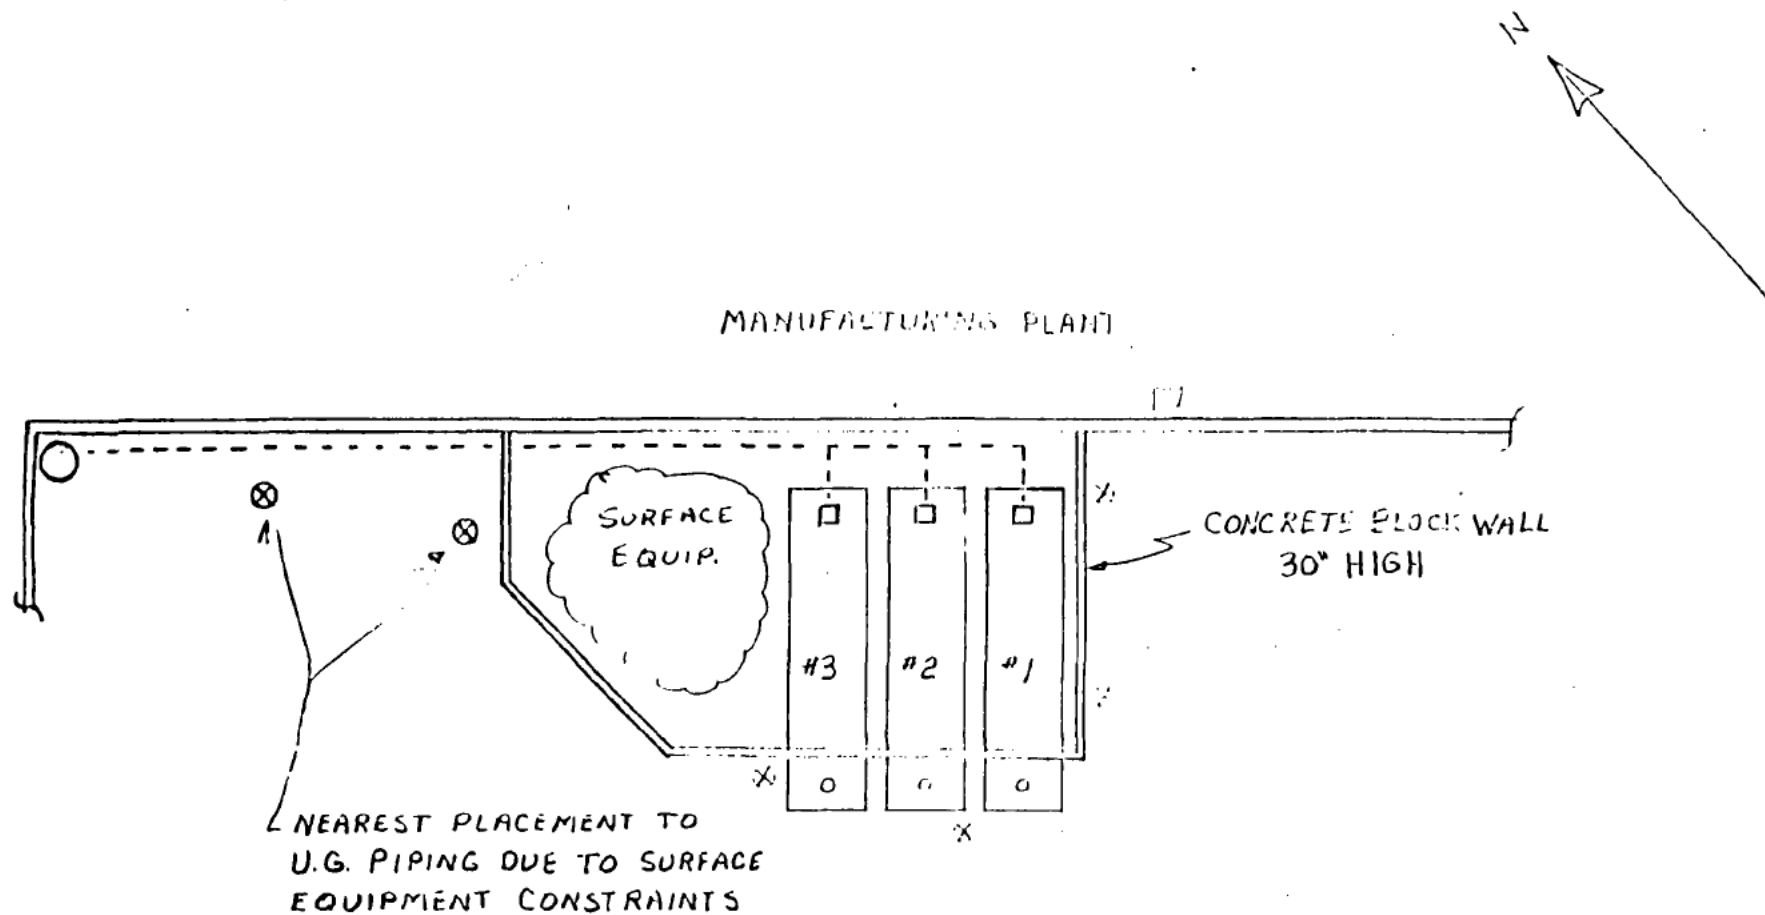 N
MANUFACTURING PLANT
SURFACE
EQUIP.
CONCRETE BLOCK WALL
30" HIGH
#3
#2
#1
NEAREST PLACEMENT TO
U.G. PIPING DUE TO SURFACE
EQUIPMENT CONSTRAINTS